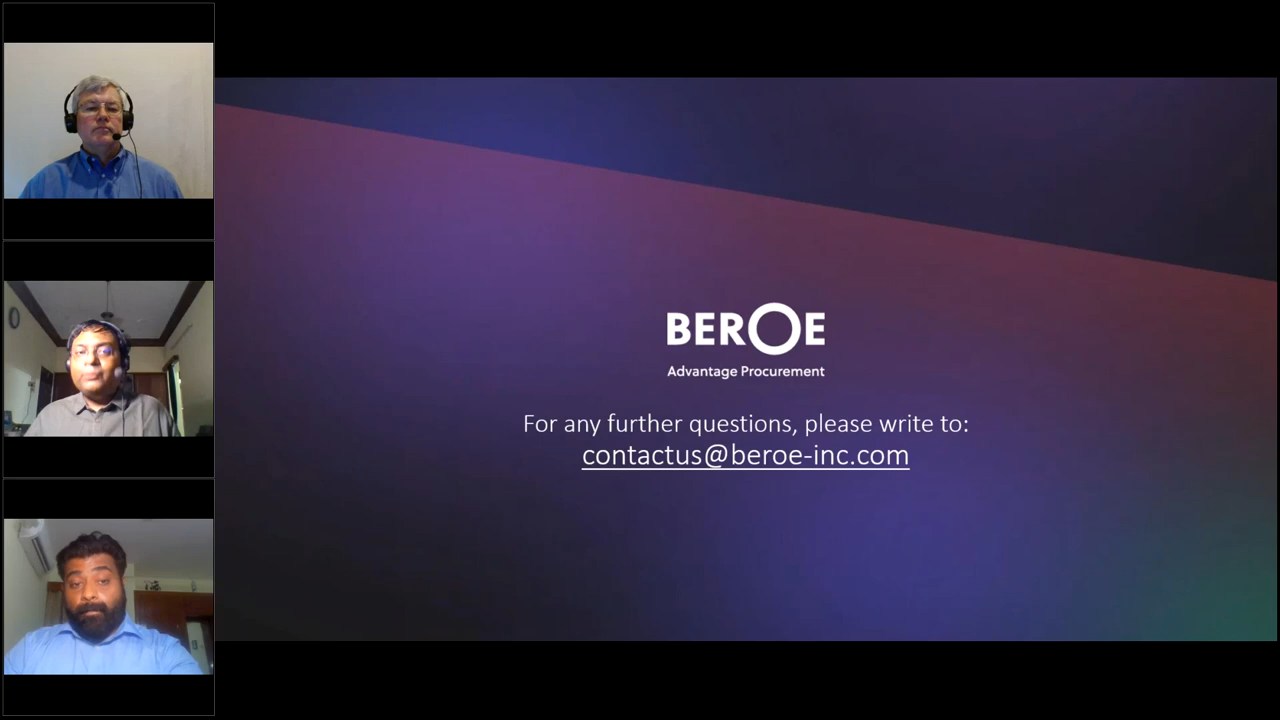 BEROE
Advantage Procurement
For any further questions, please write to:
contactus@beroe-inc.com